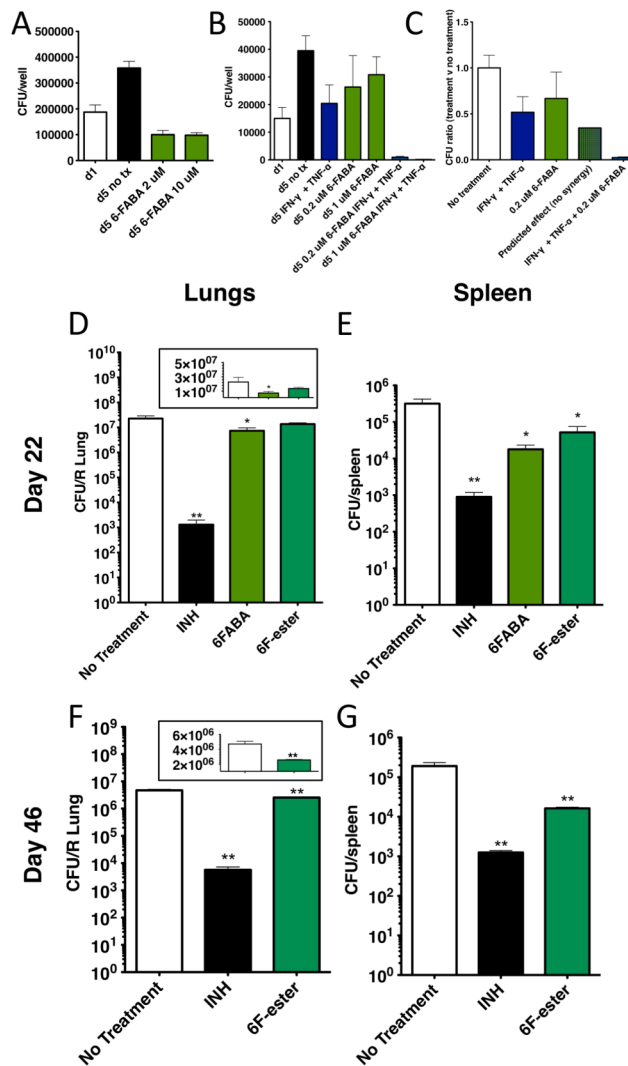 A
CFU/well
500000
400000
300000
200000
100000
0
d1
d5 no tx
d5 6-FABA 2 uM
d5 6-FABA 10 uM
B
CFU/well
50000
40000
30000
20000
10000
0
d1
d5 no tx
d5 IFN-γ + TNF-α
d5 0.2 uM 6-FABA
d5 1 uM 6-FABA
d5 0.2 uM 6-FABA IFN-γ + TNF-α
d5 1 uM 6-FABA IFN-γ + TNF-α
C
CFU ratio (treatment v no treatment)
1.5
1.0
0.5
0.0
No treatment
IFN-γ + TNF-α
0.2 uM 6-FABA
Predicted effect (no synergy)
IFN-γ + TNF-α + 0.2 uM 6-FABA
Lungs
Spleen
Day 22
D
CFU/R Lung
10^10
10^9
10^8
10^7
10^6
10^5
10^4
10^3
10^2
10^1
10^0
5×10^07
3×10^07
1×10^07
*
**
*
No Treatment
INH
6FABA
6F-ester
E
CFU/spleen
10^6
10^5
10^4
10^3
10^2
10^1
10^0
**
*
*
No Treatment
INH
6FABA
6F-ester
Day 46
F
CFU/R Lung
10^9
10^8
10^7
10^6
10^5
10^4
10^3
10^2
10^1
10^0
6×10^06
4×10^06
2×10^06
**
**
**
No Treatment
INH
6F-ester
G
CFU/spleen
10^6
10^5
10^4
10^3
10^2
10^1
10^0
**
**
No Treatment
INH
6F-ester